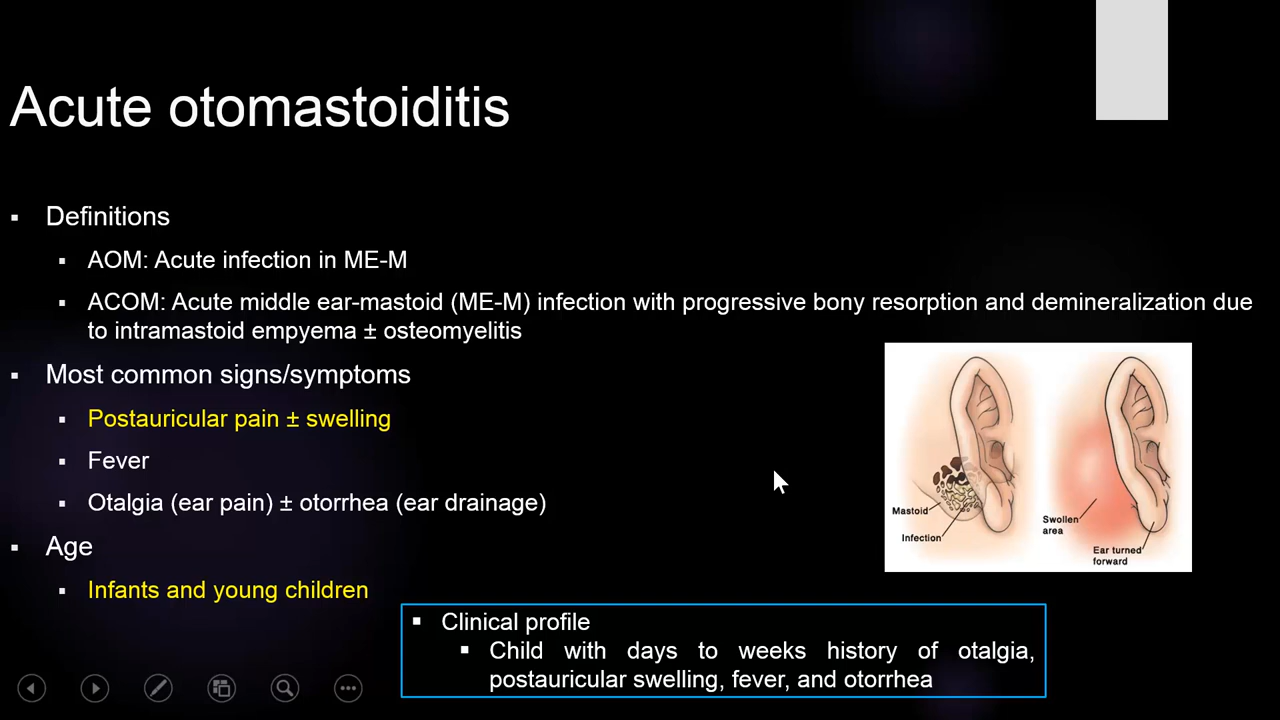 Acute otomastoiditis
▪ Definitions
▪ AOM: Acute infection in ME-M
▪ ACOM: Acute middle ear-mastoid (ME-M) infection with progressive bony resorption and demineralization due
to intramastoid empyema ± osteomyelitis
▪ Most common signs/symptoms
▪ Postauricular pain ± swelling
▪ Fever
▪ Otalgia (ear pain) ± otorrhea (ear drainage)
▪ Age
▪ Infants and young children
Mastoid
Infection
Swollen
area
Ear turned
forward
▪ Clinical profile
▪ Child with days to weeks history of otalgia,
postauricular swelling, fever, and otorrhea